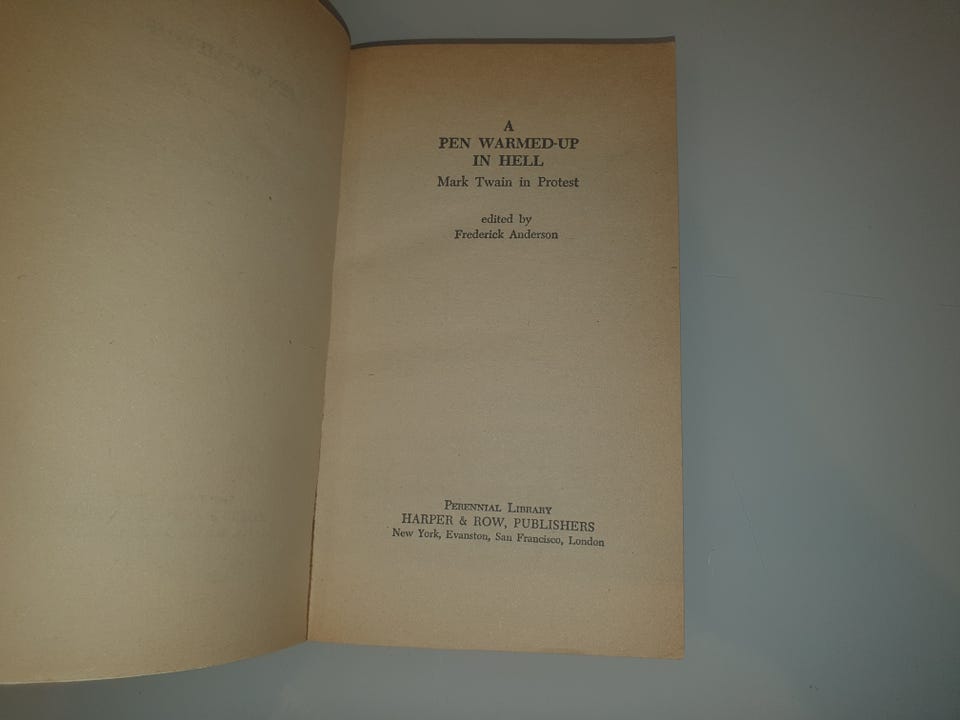 A
PEN WARMED-UP
IN HELL
Mark Twain in Protest
edited by
Frederick Anderson
Perennial Library
HARPER & ROW, PUBLISHERS
New York, Evanston, San Francisco, London